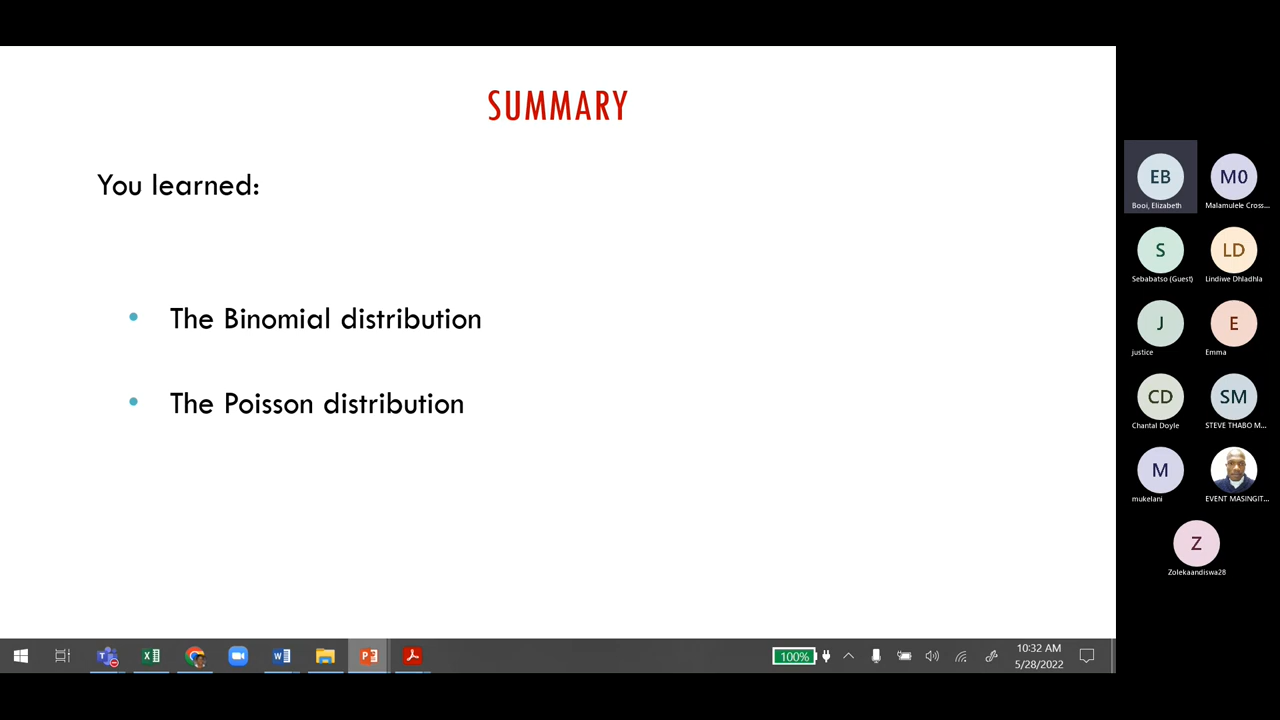 SUMMARY
You learned:
• The Binomial distribution
• The Poisson distribution
EB
Booi, Elizabeth
M0
Malamulele Cross...
S
Sebabatso (Guest)
LD
Lindiwe Dhladhla
J
justice
E
Emma
CD
Chantal Doyle
SM
STEVE THABO M...
M
mukelani
EVENT MASINGIT...
Z
Zolekaandiswa28
100%
10:32 AM
5/28/2022